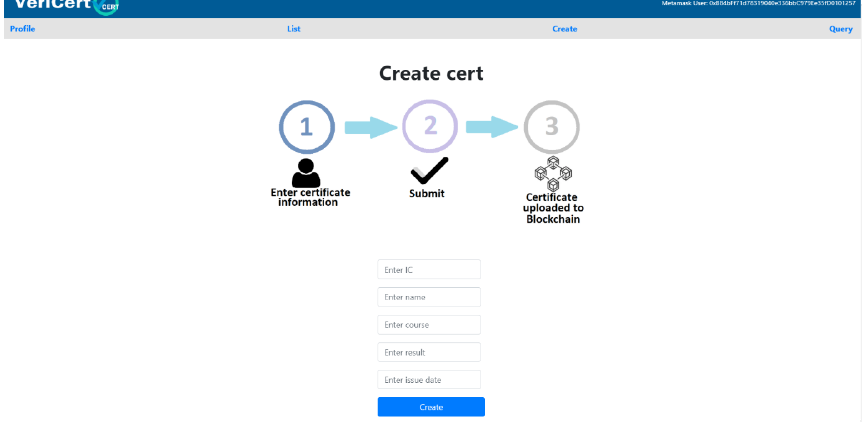 VeriCert
CERT
Metamask User:
Profile
List
Create
Query
Create cert
1
2
3
Enter certificate
information
Submit
Certificate
uploaded to
Blockchain
Enter IC
Enter name
Enter course
Enter result
Enter issue date
Create